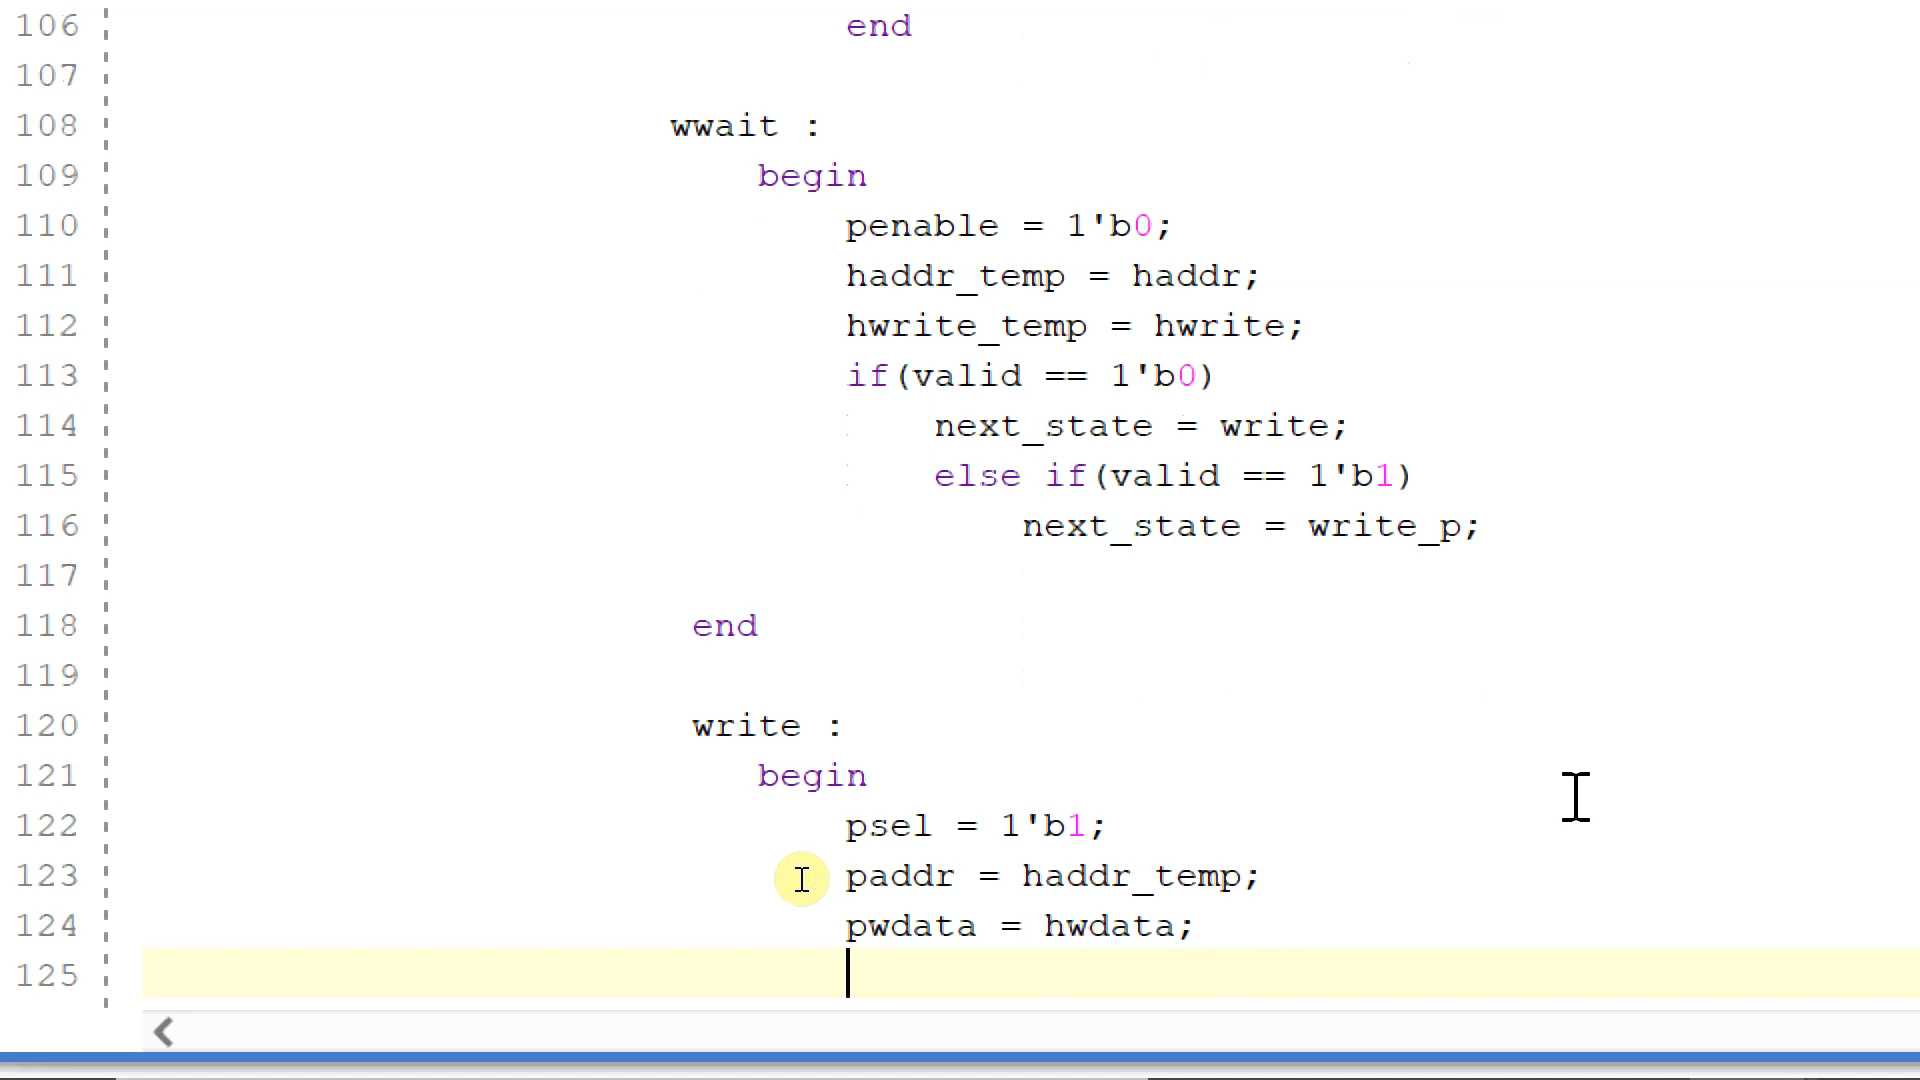 106 end
107
108 wwait :
109 begin
110 penable = 1'b0;
111 haddr_temp = haddr;
112 hwrite_temp = hwrite;
113 if(valid == 1'b0)
114 next_state = write;
115 else if(valid == 1'b1)
116 next_state = write_p;
117
118 end
119
120 write :
121 begin
122 psel = 1'b1;
123 paddr = haddr_temp;
124 pwdata = hwdata;
125